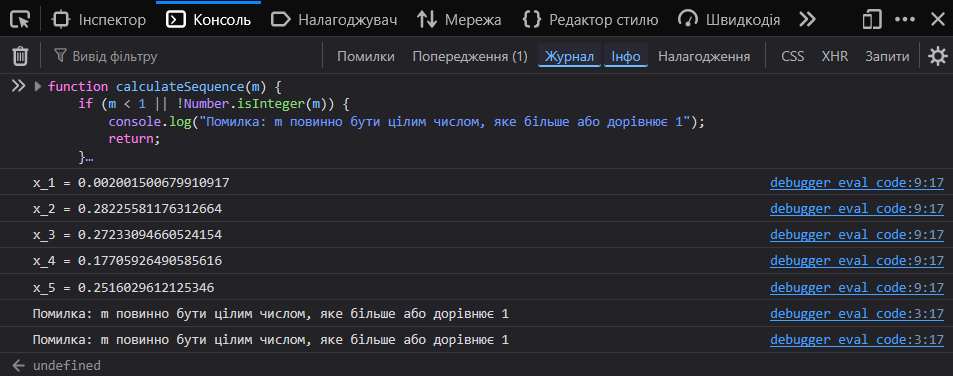 Інспектор Консоль Налагоджувач Мережа Редактор стилю Швидкодія
Вивід фільтру Помилки Попередження (1) Журнал Інфо Налагодження CSS XHR Запити
function calculateSequence(m) {
if (m < 1 || !Number.isInteger(m)) {
console.log("Помилка: m повинно бути цілим числом, яке більше або дорівнює 1");
return;
}…
x_1 = 0.002001500679910917 debugger eval code:9:17
x_2 = 0.28225581176312664 debugger eval code:9:17
x_3 = 0.27233094660524154 debugger eval code:9:17
x_4 = 0.17705926490585616 debugger eval code:9:17
x_5 = 0.2516029612125346 debugger eval code:9:17
Помилка: m повинно бути цілим числом, яке більше або дорівнює 1 debugger eval code:3:17
Помилка: m повинно бути цілим числом, яке більше або дорівнює 1 debugger eval code:3:17
undefined